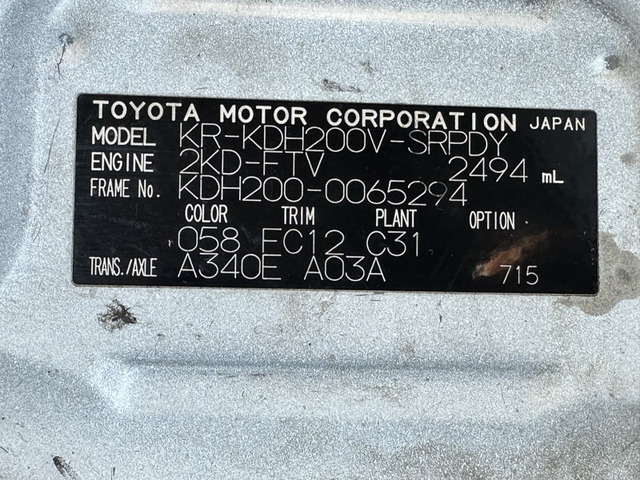 TOYOTA MOTOR CORPORATION JAPAN
MODEL KR-KDH200V-SRPDY
ENGINE 2KD-FTV 2494 mL
FRAME No. KDH200-0065294
COLOR TRIM PLANT OPTION
058 FC12 C31
TRANS./AXLE A340E A03A 715